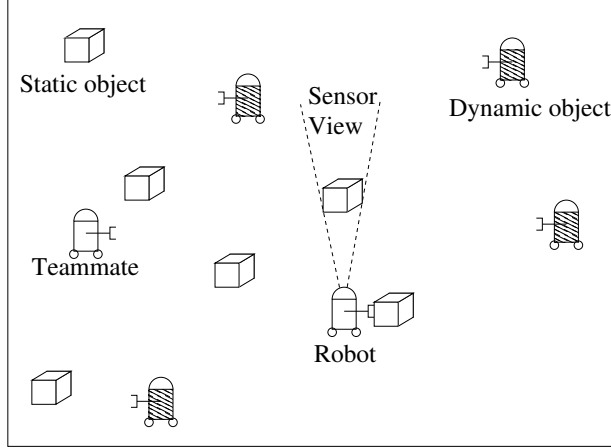 Static object
Sensor
View
Dynamic object
Teammate
Robot